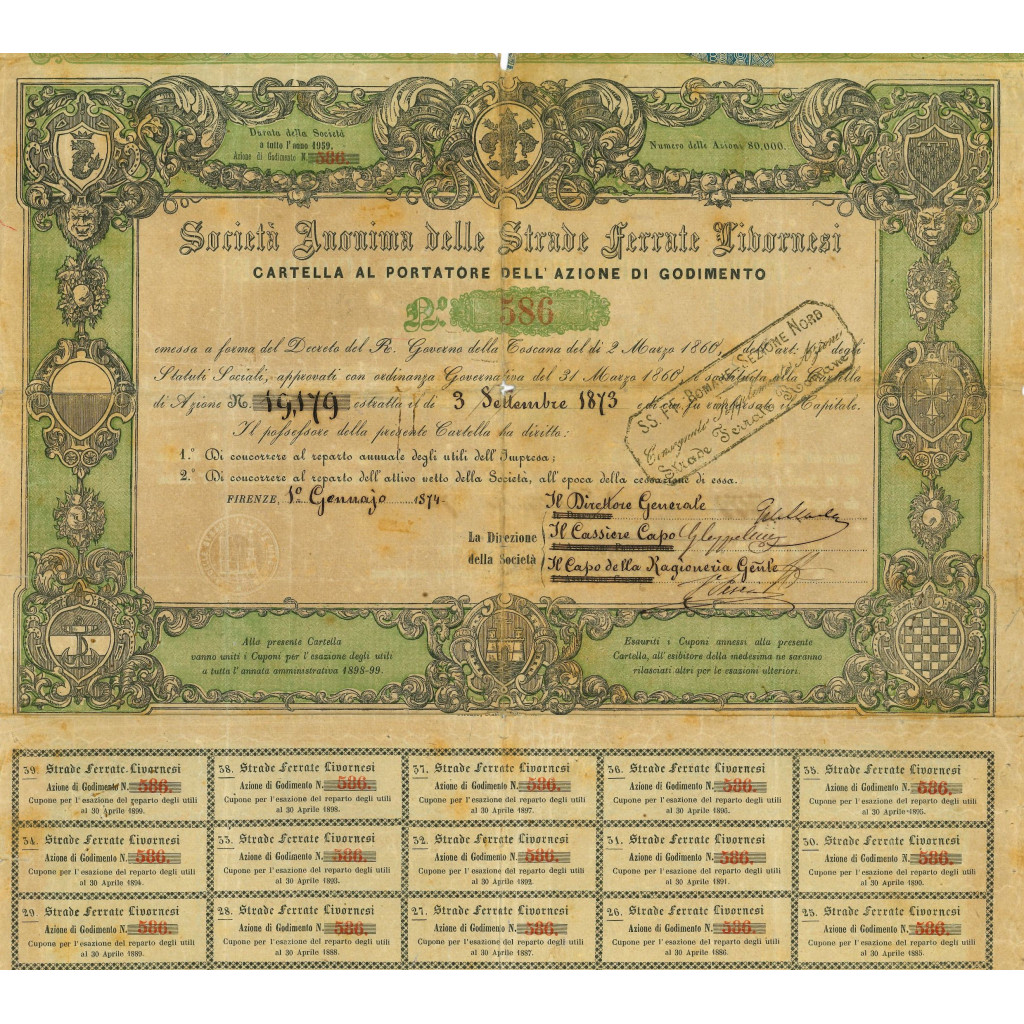 Durata della Società
a tutto l'anno 1959.
Azione di Godimento N. 586
Numero delle Azioni 80,000.
Società Anonima delle Strade Ferrate Livornesi
CARTELLA AL PORTATORE DELL'AZIONE DI GODIMENTO
N.º 586
emessa a forma del Decreto del R. Governo della Toscana del dì 2 Marzo 1860, e dell'Art: degli
Statuti Sociali, approvati con ordinanza Governativa del 31 Marzo 1860, e sostituita alla Cartella
di Azione No. 19,179 estratta il dì 3 Settembre 1873 e di cui fu rimborsato il Capitale.
S.S. F.F. SEZIONE NORD
Strade Ferrate
Il possessore della presente Cartella ha diritto:
1.º Di concorrere al reparto annuale degli utili dell'Impresa;
2.º Di concorrere al reparto dell'attivo netto della Società, all'epoca della cessazione di essa.
FIRENZE, 1º Gennajo 1874
La Direzione
della Società
Il Direttore Generale
Il Cassiere Capo
Il Capo della Ragioneria Genle
Alla presente Cartella
vanno uniti i Cuponi per l'esazione degli utili
a tutta l'annata amministrativa 1898-99.
Esauriti i Cuponi annessi alla presente
Cartella, all'esibitore della medesima ne saranno
rilasciati altri per le esazioni ulteriori.
39. Strade Ferrate Livornesi
Azione di Godimento N. 586.
Cupone per l'esazione del reparto degli utili
al 30 Aprile 1899.
38. Strade Ferrate Livornesi
Azione di Godimento N. 586.
Cupone per l'esazione del reparto degli utili
al 30 Aprile 1898.
37. Strade Ferrate Livornesi
Azione di Godimento N. 586.
Cupone per l'esazione del reparto degli utili
al 30 Aprile 1897.
36. Strade Ferrate Livornesi
Azione di Godimento N. 586.
Cupone per l'esazione del reparto degli utili
al 30 Aprile 1896.
35. Strade Ferrate Livornesi
Azione di Godimento N. 586.
Cupone per l'esazione del reparto degli utili
al 30 Aprile 1895.
34. Strade Ferrate Livornesi
Azione di Godimento N. 586.
Cupone per l'esazione del reparto degli utili
al 30 Aprile 1894.
33. Strade Ferrate Livornesi
Azione di Godimento N. 586.
Cupone per l'esazione del reparto degli utili
al 30 Aprile 1893.
32. Strade Ferrate Livornesi
Azione di Godimento N. 586.
Cupone per l'esazione del reparto degli utili
al 30 Aprile 1892.
31. Strade Ferrate Livornesi
Azione di Godimento N. 586.
Cupone per l'esazione del reparto degli utili
al 30 Aprile 1891.
30. Strade Ferrate Livornesi
Azione di Godimento N. 586.
Cupone per l'esazione del reparto degli utili
al 30 Aprile 1890.
29. Strade Ferrate Livornesi
Azione di Godimento N. 586.
Cupone per l'esazione del reparto degli utili
al 30 Aprile 1889.
28. Strade Ferrate Livornesi
Azione di Godimento N. 586.
Cupone per l'esazione del reparto degli utili
al 30 Aprile 1888.
27. Strade Ferrate Livornesi
Azione di Godimento N. 586.
Cupone per l'esazione del reparto degli utili
al 30 Aprile 1887.
26. Strade Ferrate Livornesi
Azione di Godimento N. 586.
Cupone per l'esazione del reparto degli utili
al 30 Aprile 1886.
25. Strade Ferrate Livornesi
Azione di Godimento N. 586.
Cupone per l'esazione del reparto degli utili
al 30 Aprile 1885.